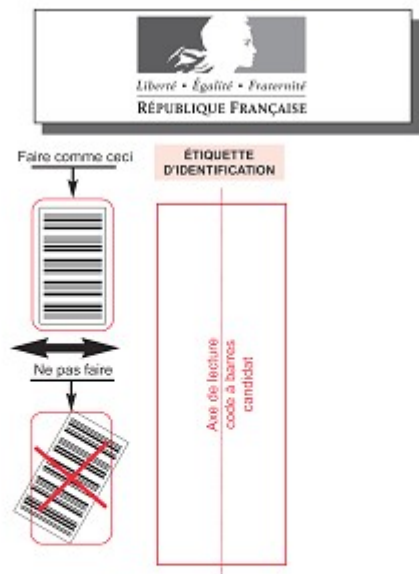 Liberté • Égalité • Fraternité
RÉPUBLIQUE FRANÇAISE
Faire comme ceci
ÉTIQUETTE
D'IDENTIFICATION
Axe de lecture
code à barres
candidat
Ne pas faire